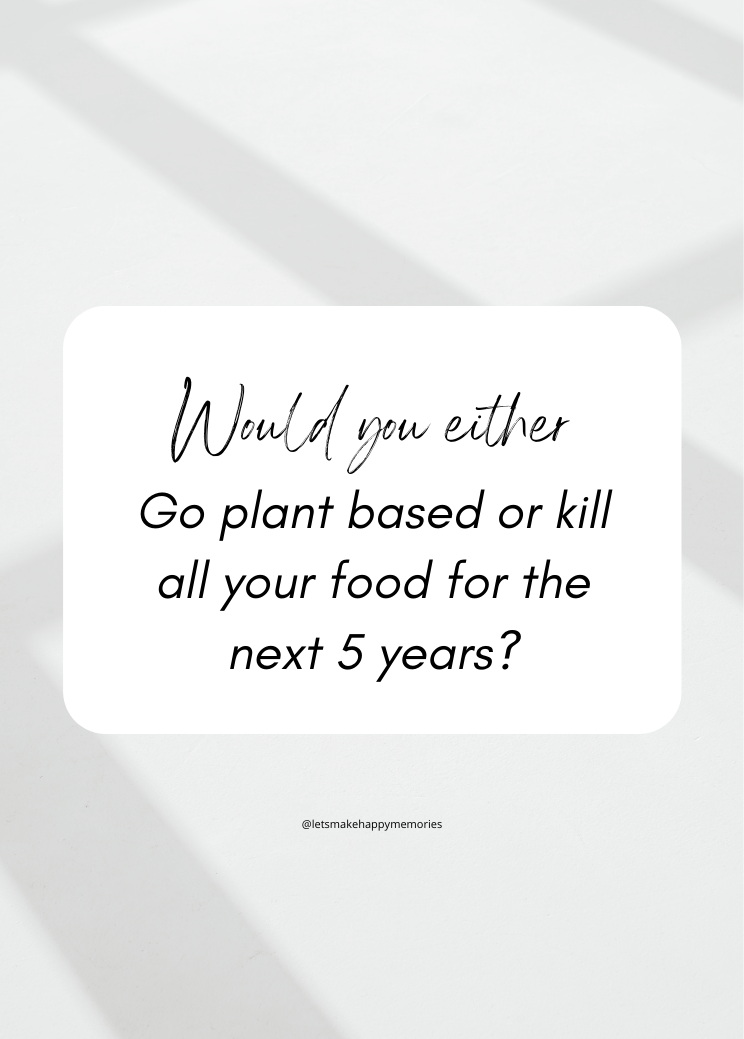 Would you either
Go plant based or kill
all your food for the
next 5 years?
@letsmakehappymemories